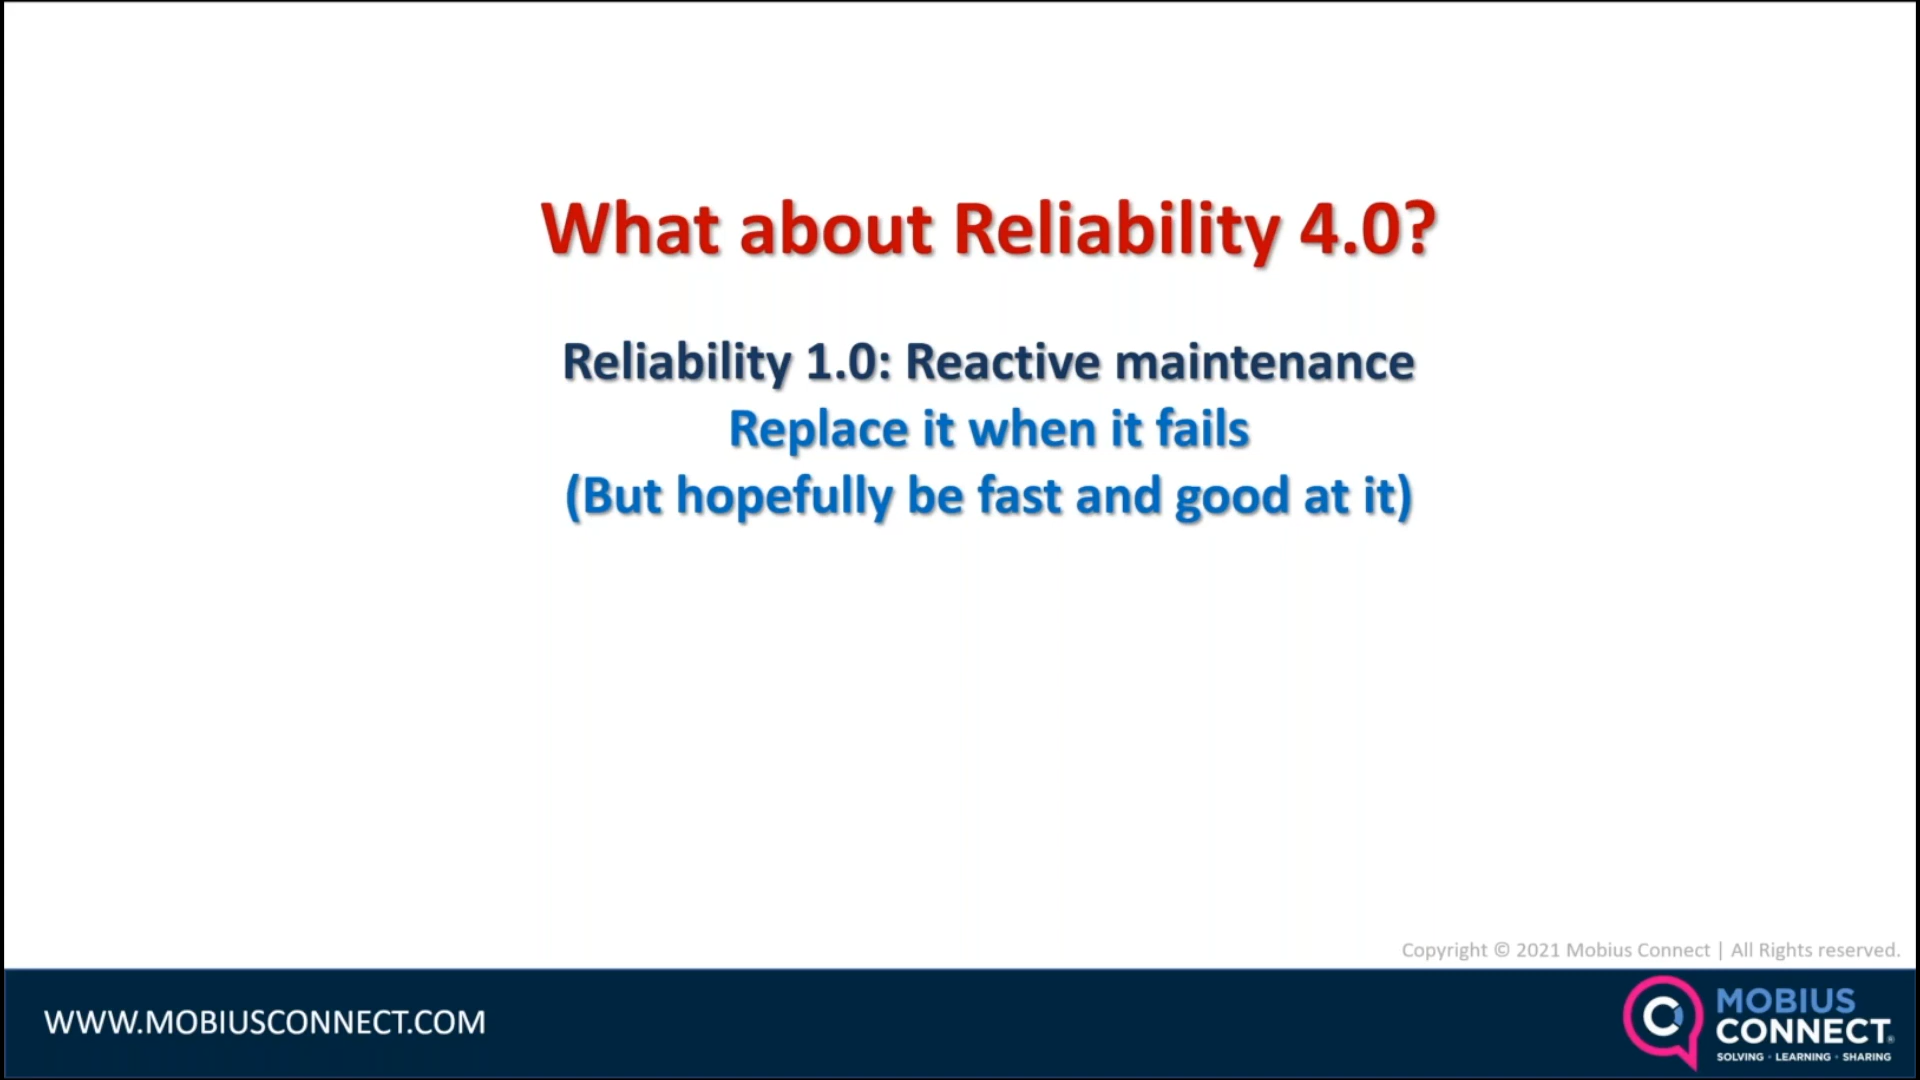 What about Reliability 4.0?
Reliability 1.0: Reactive maintenance
Replace it when it fails
(But hopefully be fast and good at it)
Copyright © 2021 Mobius Connect | All Rights reserved.
WWW.MOBIUSCONNECT.COM
MOBIUS
CONNECT®
SOLVING · LEARNING · SHARING